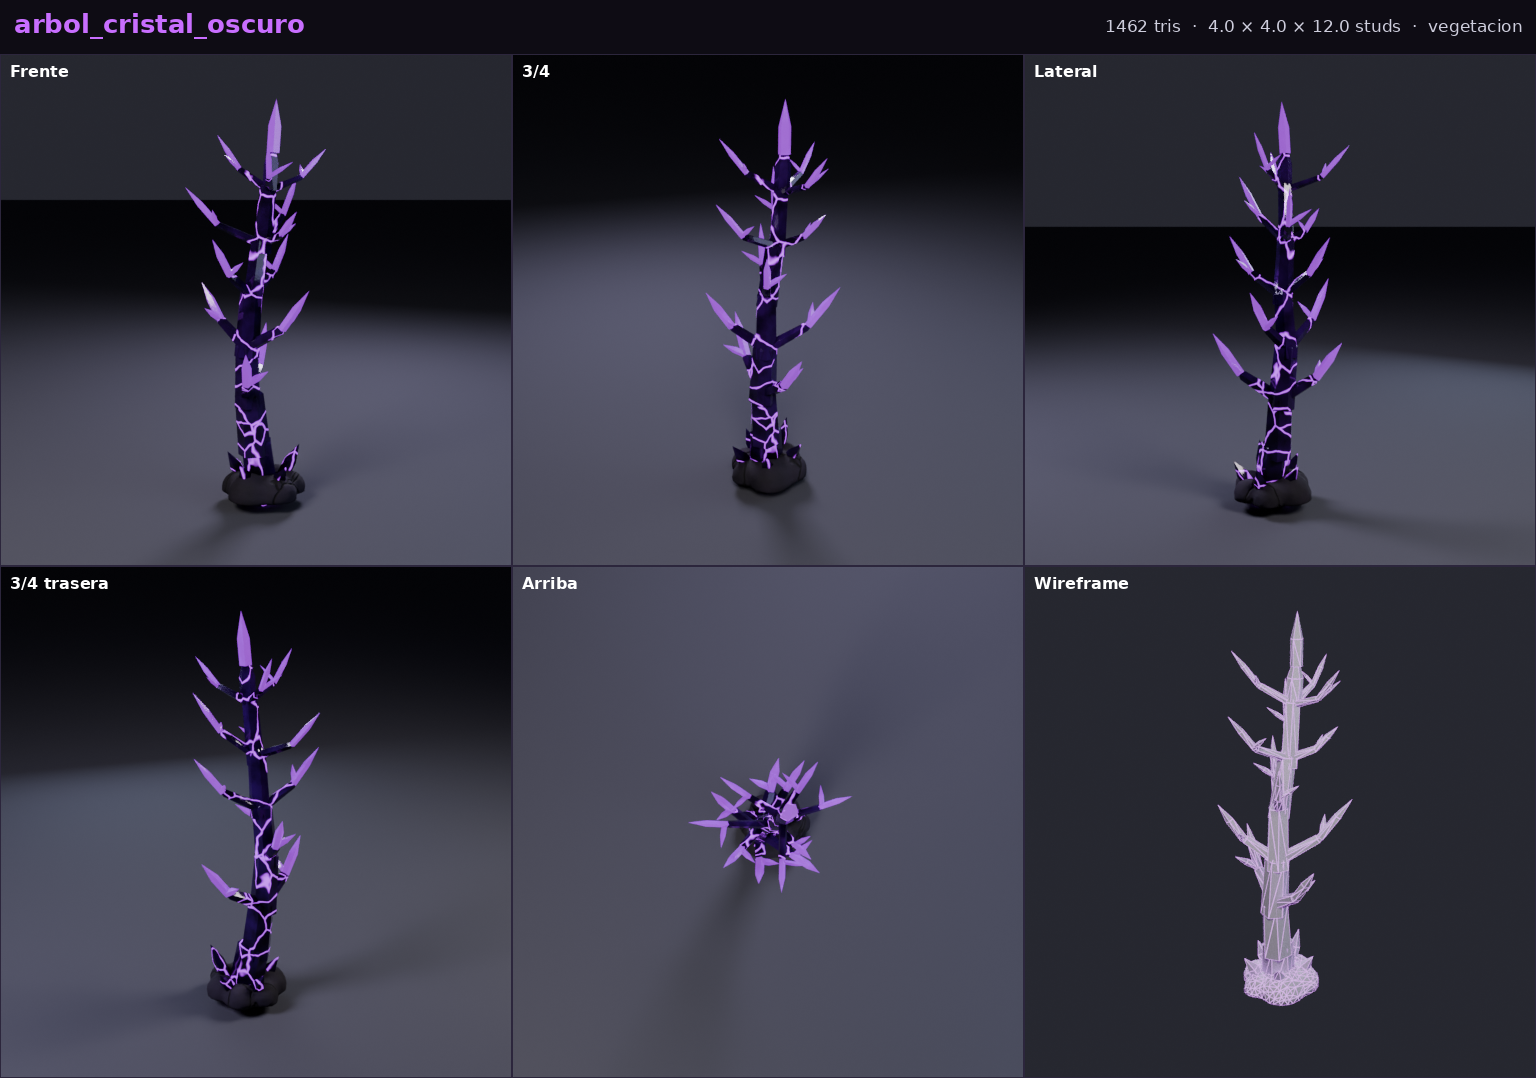 arbol_cristal_oscuro
1462 tris · 4.0 × 4.0 × 12.0 studs · vegetacion
Frente
3/4
Lateral
3/4 trasera
Arriba
Wireframe